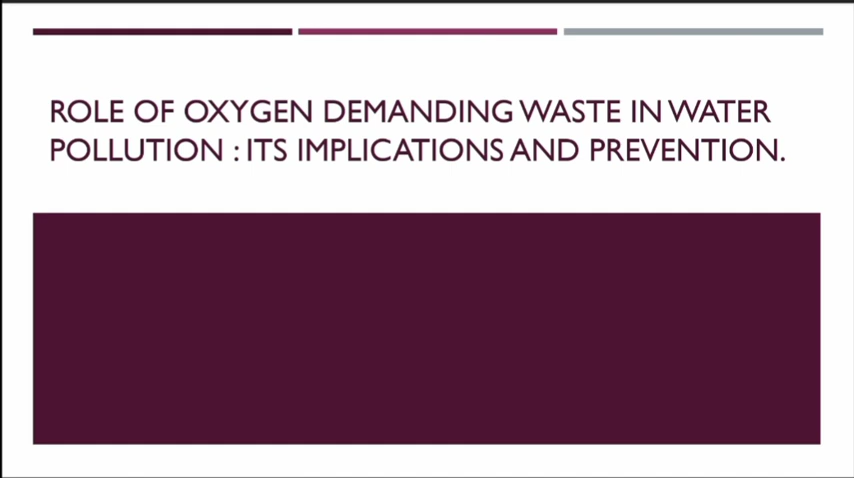 ROLE OF OXYGEN DEMANDING WASTE IN WATER
POLLUTION : ITS IMPLICATIONS AND PREVENTION.